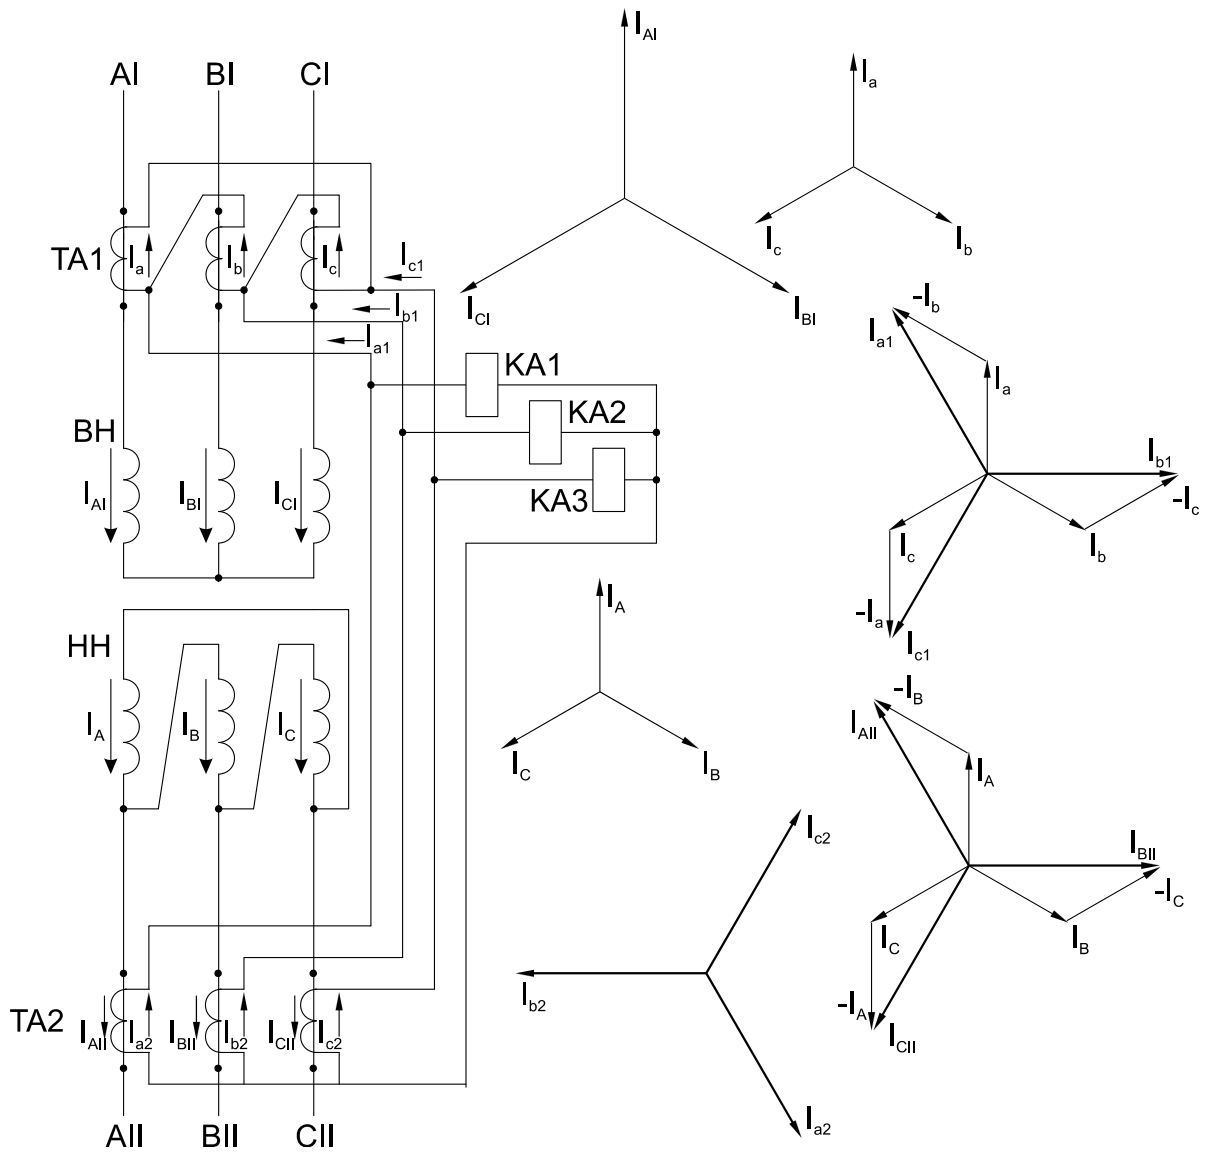 AI BI CI
TA1
Ia Ib Ic
Ic1
Ib1
Ia1
KA1
KA2
KA3
ВН
IAI IBI ICI
НН
IA IB IC
TA2
IAII Ia2 IBII Ib2 ICII Ic2
AII BII CII
IAI
ICI IBI
Ia
Ic Ib
-Ib
Ia1
Ia
Ib1
-Ic
Ic
Ib
-Ia
Ic1
IA
IC IB
-IB
IAII
IA
IBII
-IC
IC
IB
-IA
ICII
Ic2
Ib2
Ia2